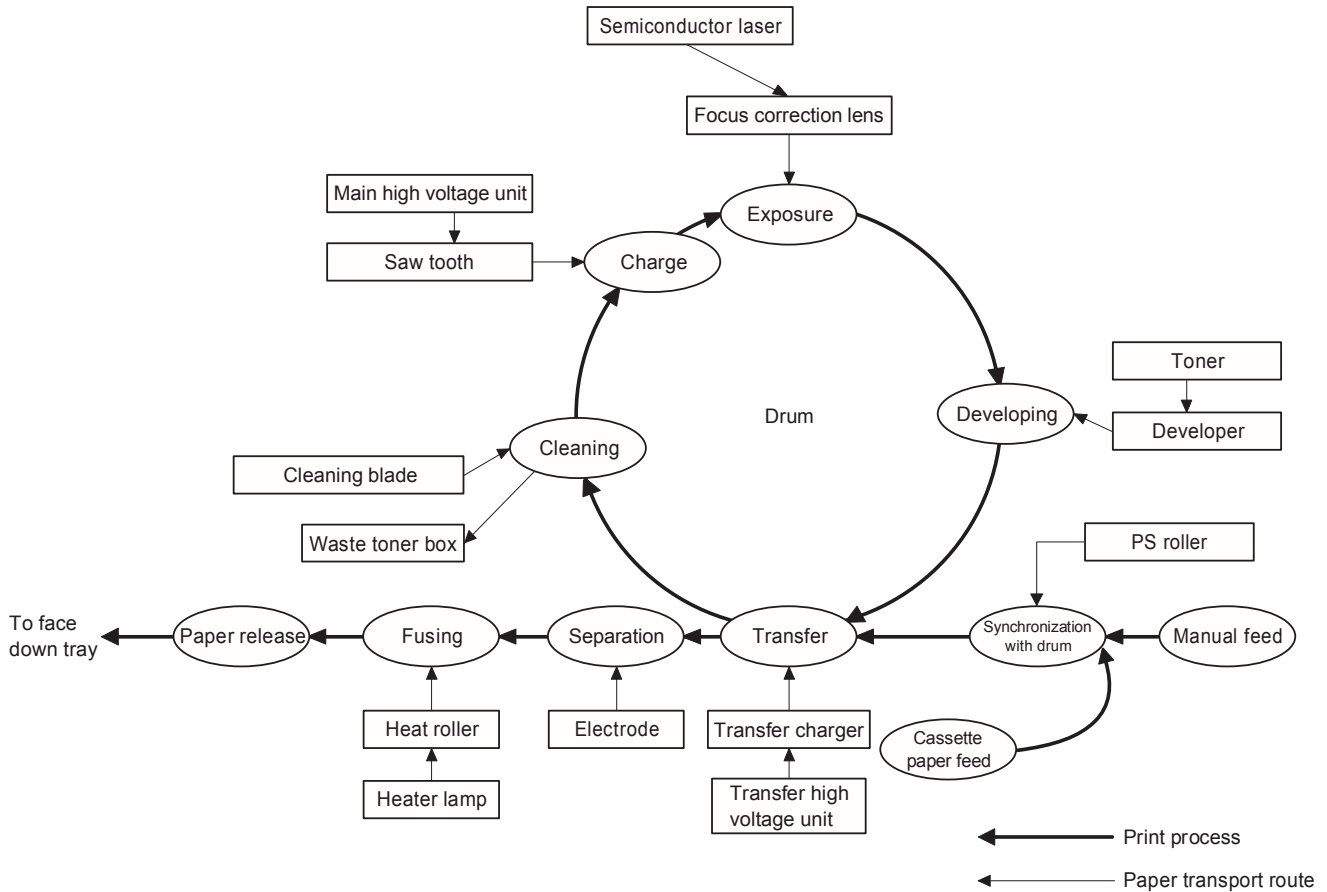 Semiconductor laser
Focus correction lens
Main high voltage unit
Exposure
Saw tooth
Charge
Toner
Drum
Developing
Developer
Cleaning
Cleaning blade
Waste toner box
PS roller
To face
down tray
Paper release
Fusing
Separation
Transfer
Synchronization
with drum
Manual feed
Heat roller
Electrode
Transfer charger
Cassette
paper feed
Heater lamp
Transfer high
voltage unit
Print process
Paper transport route